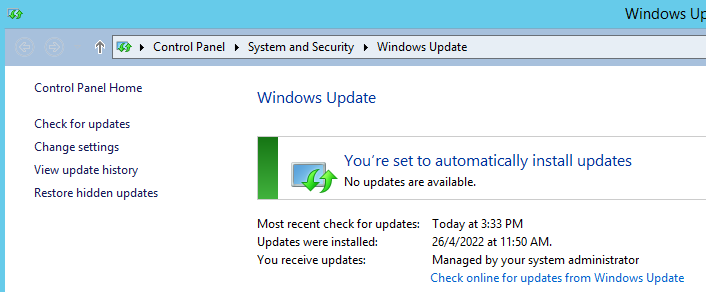 Windows Up
Control Panel
System and Security
Windows Update
Control Panel Home
Check for updates
Change settings
View update history
Restore hidden updates
Windows Update
You're set to automatically install updates
No updates are available.
Most recent check for updates: Today at 3:33 PM
Updates were installed: 26/4/2022 at 11:50 AM.
You receive updates: Managed by your system administrator
Check online for updates from Windows Update